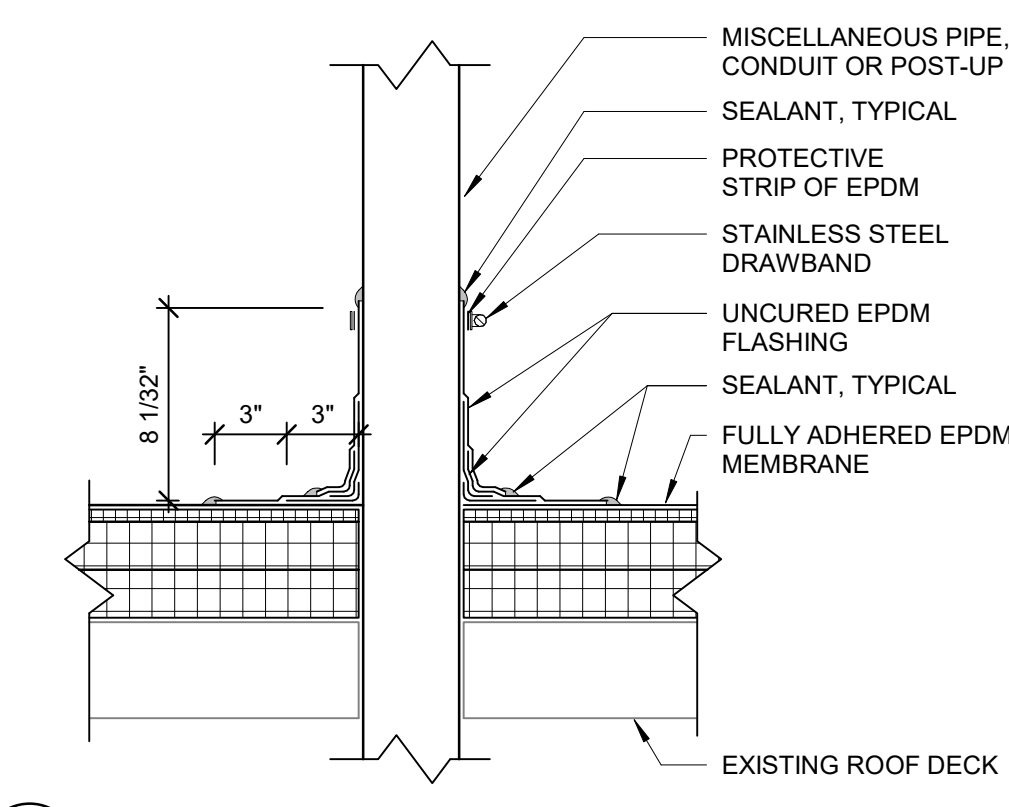 MISCELLANEOUS PIPE,
CONDUIT OR POST-UP
SEALANT, TYPICAL
PROTECTIVE
STRIP OF EPDM
STAINLESS STEEL
DRAWBAND
UNCURED EPDM
FLASHING
SEALANT, TYPICAL
FULLY ADHERED EPDM
MEMBRANE
EXISTING ROOF DECK
8 1/32"
3"
3"